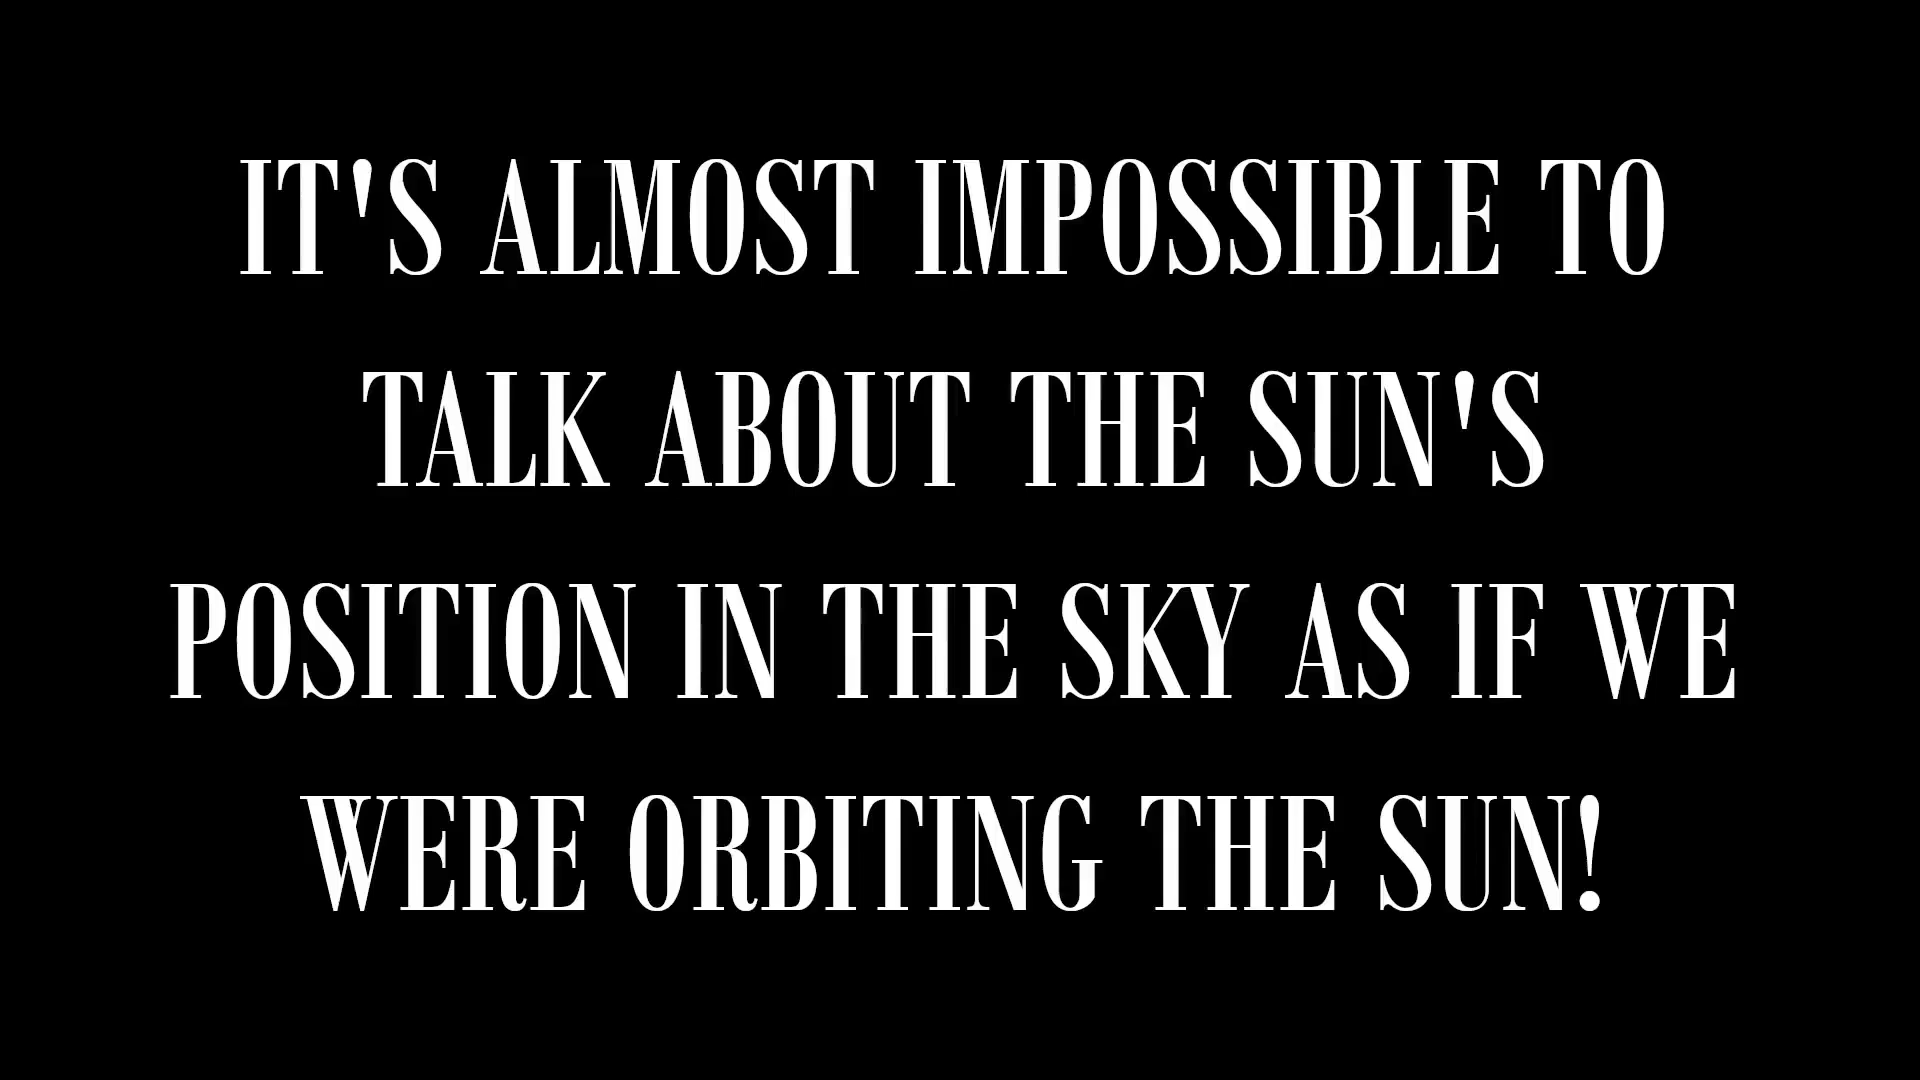 IT'S ALMOST IMPOSSIBLE TO
TALK ABOUT THE SUN'S
POSITION IN THE SKY AS IF WE
WERE ORBITING THE SUN!